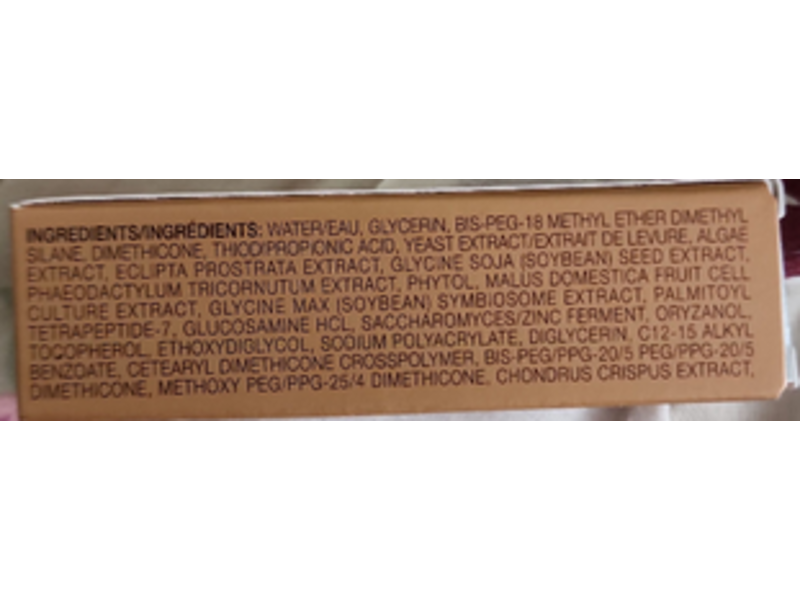 INGREDIENTS/INGRÉDIENTS: WATER/EAU, GLYCERIN, BIS-PEG-18 METHYL ETHER DIMETHYL
SILANE, DIMETHICONE, THIODIPROPIONIC ACID, YEAST EXTRACT/EXTRAIT DE LEVURE, ALGAE
EXTRACT, ECLIPTA PROSTRATA EXTRACT, GLYCINE SOJA (SOYBEAN) SEED EXTRACT,
PHAEODACTYLUM TRICORNUTUM EXTRACT, PHYTOL, MALUS DOMESTICA FRUIT CELL
CULTURE EXTRACT, GLYCINE MAX (SOYBEAN) SYMBIOSOME EXTRACT, PALMITOYL
TETRAPEPTIDE-7, GLUCOSAMINE HCL, SACCHAROMYCES/ZINC FERMENT, ORYZANOL,
TOCOPHEROL, ETHOXYDIGLYCOL, SODIUM POLYACRYLATE, DIGLYCERIN, C12-15 ALKYL
BENZOATE, CETEARYL DIMETHICONE CROSSPOLYMER, BIS-PEG/PPG-20/5 PEG/PPG-20/5
DIMETHICONE, METHOXY PEG/PPG-25/4 DIMETHICONE, CHONDRUS CRISPUS EXTRACT,